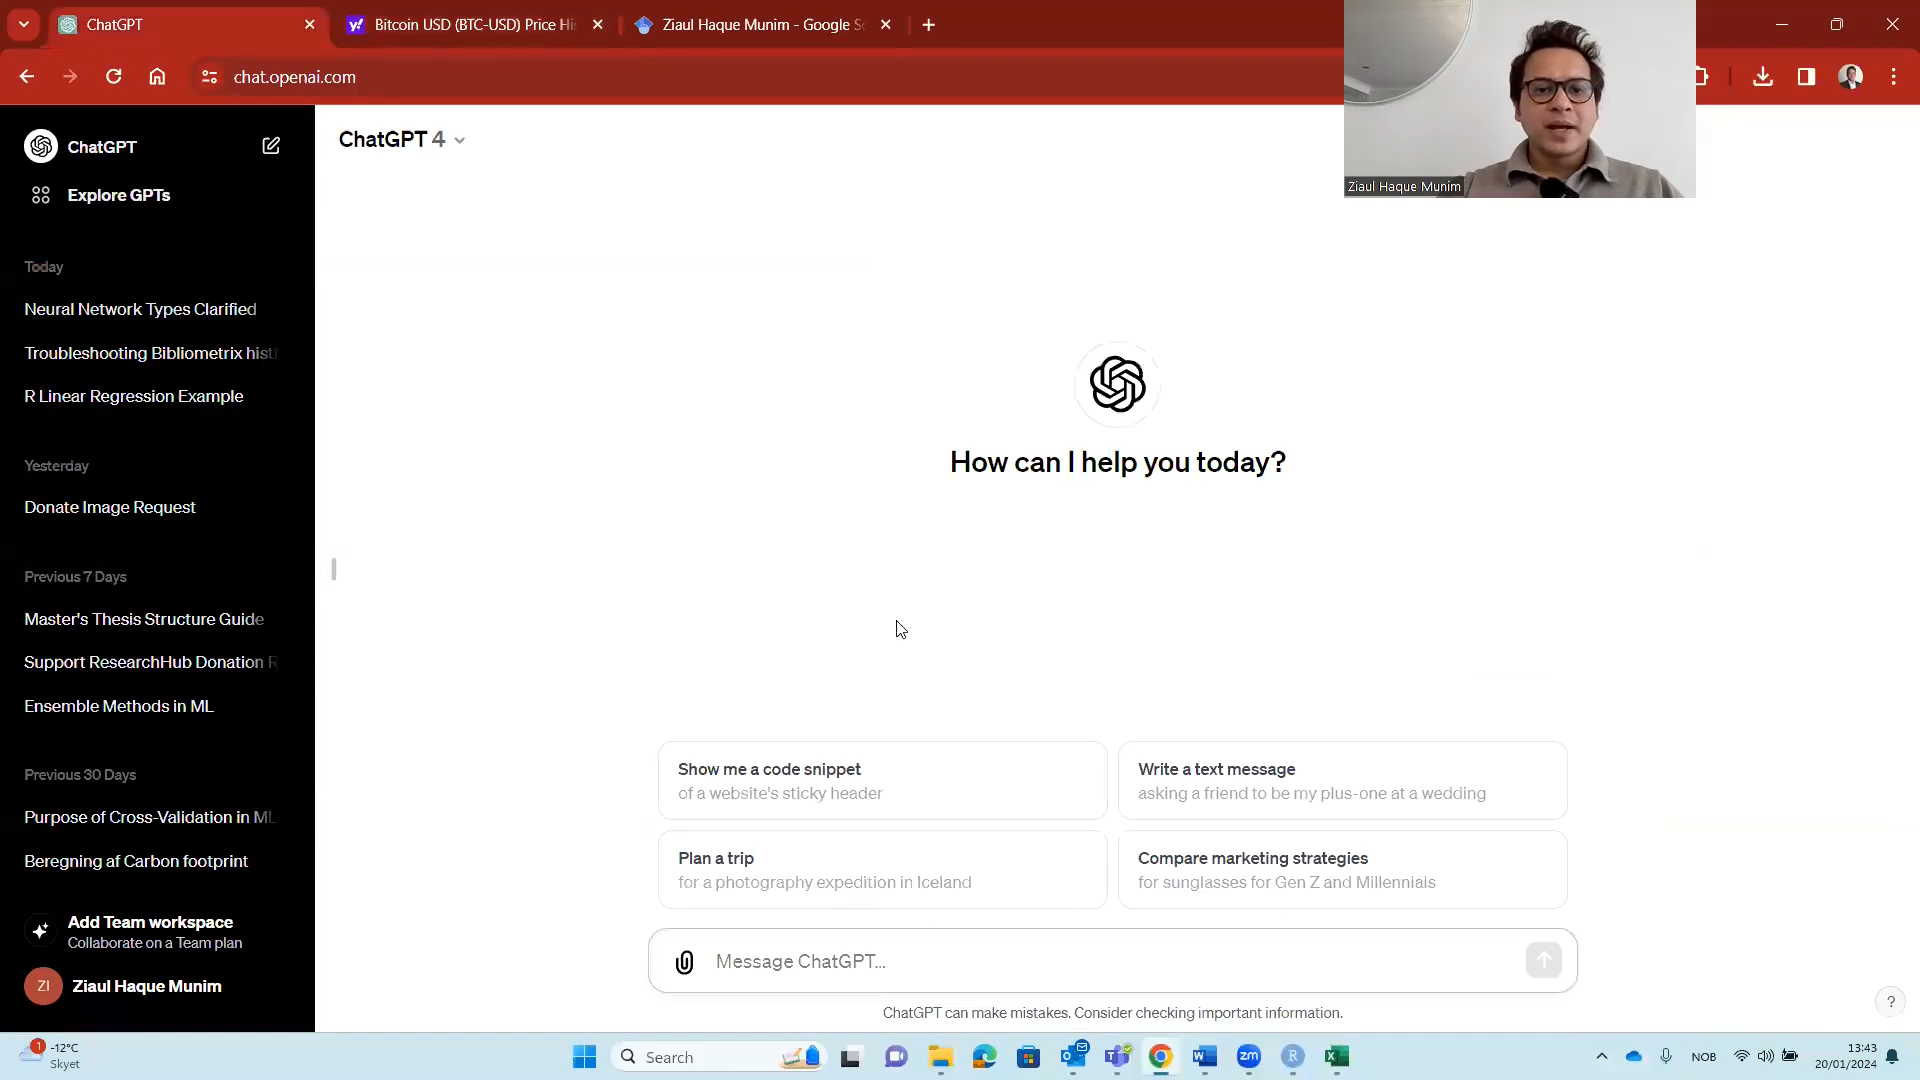 ChatGPT
Bitcoin USD (BTC-USD) Price Hi
Ziaul Haque Munim - Google Sc
chat.openai.com
Ziaul Haque Munim
ChatGPT
Explore GPTs
Today
Neural Network Types Clarified
Troubleshooting Bibliometrix hist
R Linear Regression Example
Yesterday
Donate Image Request
Previous 7 Days
Master's Thesis Structure Guide
Support ResearchHub Donation R
Ensemble Methods in ML
Previous 30 Days
Purpose of Cross-Validation in ML
Beregning af Carbon footprint
Add Team workspace
Collaborate on a Team plan
ZI
Ziaul Haque Munim
ChatGPT 4
How can I help you today?
Show me a code snippet
of a website's sticky header
Write a text message
asking a friend to be my plus-one at a wedding
Plan a trip
for a photography expedition in Iceland
Compare marketing strategies
for sunglasses for Gen Z and Millennials
Message ChatGPT...
ChatGPT can make mistakes. Consider checking important information.
?
1
-12°C
Skyet
Search
zm
NOB
13:43
20/01/2024